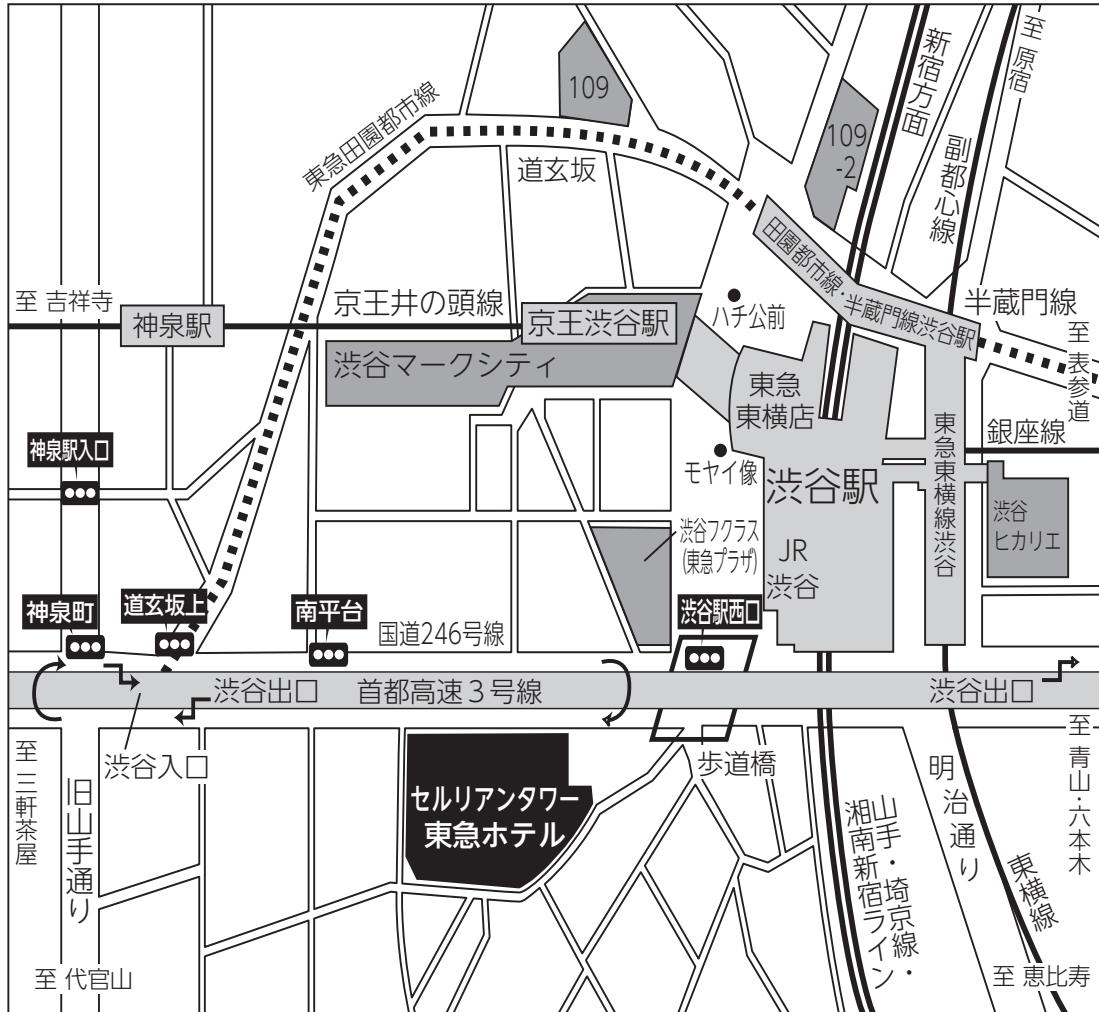 109
109
-2
新宿方面
至 原宿
副都心線
東急田園都市線
道玄坂
田園都市線・半蔵門線渋谷駅
半蔵門線
至 表参道
至 吉祥寺
神泉駅
京王井の頭線
京王渋谷駅
ハチ公前
渋谷マークシティ
東急
東横店
モヤイ像
渋谷駅
JR
渋谷
東急東横線渋谷
銀座線
渋谷
ヒカリエ
神泉駅入口
渋谷フクラス
(東急プラザ)
神泉町
道玄坂上
南平台
国道246号線
渋谷駅西口
渋谷出口
首都高速3号線
渋谷出口
渋谷入口
歩道橋
至 三軒茶屋
旧山手通り
セルリアンタワー
東急ホテル
山手・埼京線・
湘南新宿ライン
明治通り
東横線
至 青山・六本木
至 代官山
至 恵比寿